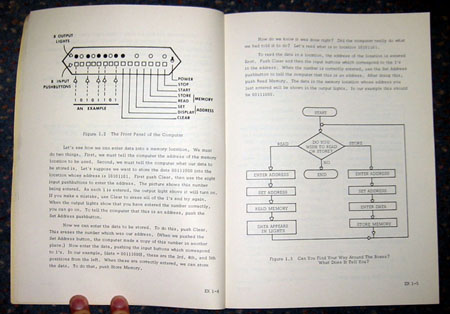 8 OUTPUT
LIGHTS
8 INPUT
PUSHBUTTONS
1 0 1 0 1 1 0 1
AN EXAMPLE
POWER
STOP
START
STORE
READ
SET
DISPLAY
CLEAR
MEMORY
ADDRESS
Figure 1.2 The Front Panel of the Computer
Let's see how we can enter data into a memory location. We must
do two things. First, we must tell the computer the address of the memory
location to be used. Second, we must tell the computer what our data to
be stored is. Let's suppose we want to store the data 00111000 into the
location whose address is 10101101. First push Clear, then use the eight
input pushbuttons to enter the address. The picture shows this number
being entered. As each 1 is entered, the output light above it will turn on.
If you make a mistake, use Clear to erase all of the 1's and try again.
When the output lights show that you have entered the number correctly,
you can go on. To tell the computer that this is an address, push the
Set Address pushbutton.
Now we can enter the data to be stored. To do this, push Clear.
This erases the number which was our address. (When we pushed the
Set Address button, the computer made a copy of this number in another
place.) Now enter the data, pushing the input buttons which correspond
to 1's. In our example, (data = 00111000), these are the 3rd, 4th, and 5th
positions from the left. When these are correctly entered, we can store
the data. To do that, push Store Memory.
EX 1-4
How do we know it was done right? Did the computer really do what
we had told it to do? Let's read what is in location 10101101.
To read the data in a location, the address of the location is entered
first. Push Clear and then the input buttons which correspond to the 1's
in the address. When the number is correctly entered, use the Set Address
pushbutton to tell the computer that this is an address. After doing this,
push Read Memory. The data in the memory location whose address you
just entered will be shown in the output lights. In our example this should
be 00111000.
START
DO YOU
WISH TO READ
OR STORE?
READ
STORE
NO
END
ENTER ADDRESS
SET ADDRESS
READ MEMORY
DATA APPEARS
IN LIGHTS
ENTER ADDRESS
SET ADDRESS
ENTER DATA
STORE MEMORY
Figure 1.3 Can You Find Your Way Around The Boxes?
What Does It Tell You?
EX 1-5